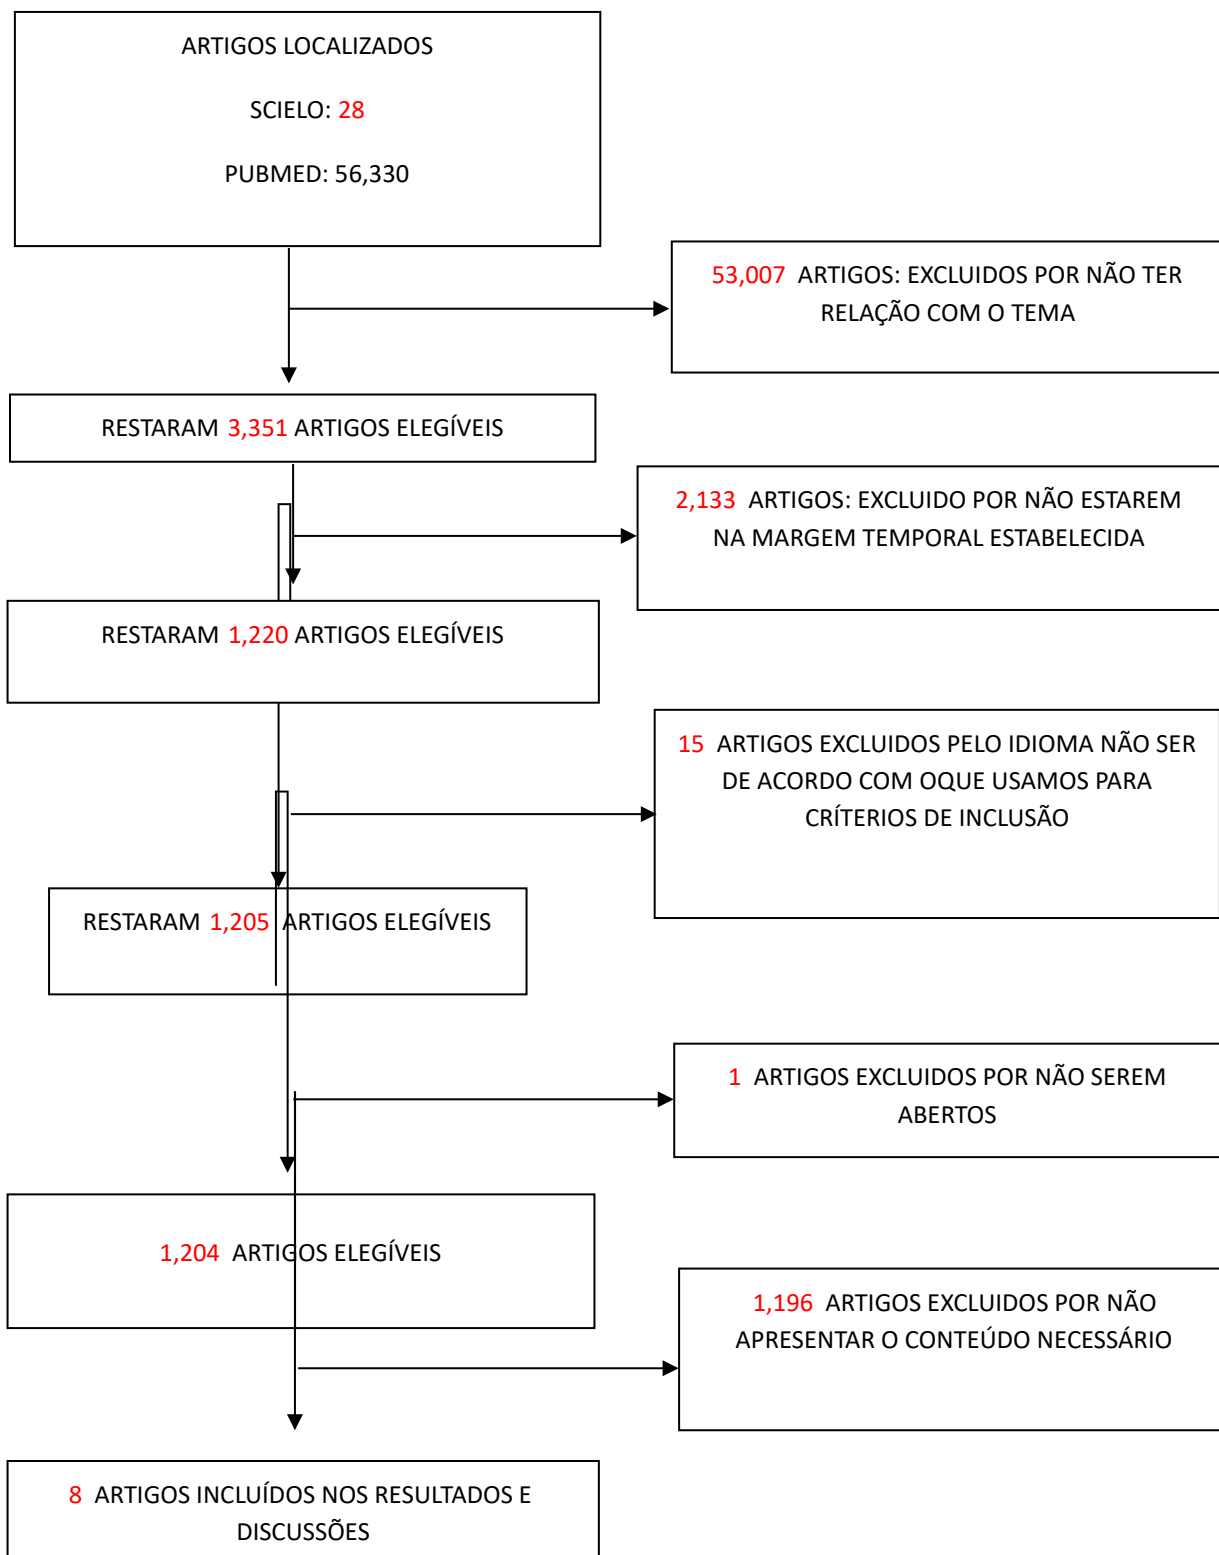 ARTIGOS LOCALIZADOS
SCIELO: 28
PUBMED: 56,330
53,007 ARTIGOS: EXCLUIDOS POR NÃO TER
RELAÇÃO COM O TEMA
RESTARAM 3,351 ARTIGOS ELEGÍVEIS
2,133 ARTIGOS: EXCLUIDO POR NÃO ESTAREM
NA MARGEM TEMPORAL ESTABELECIDA
RESTARAM 1,220 ARTIGOS ELEGÍVEIS
15 ARTIGOS EXCLUIDOS PELO IDIOMA NÃO SER
DE ACORDO COM OQUE USAMOS PARA
CRÍTERIOS DE INCLUSÃO
RESTARAM 1,205 ARTIGOS ELEGÍVEIS
1 ARTIGOS EXCLUIDOS POR NÃO SEREM
ABERTOS
1,204 ARTIGOS ELEGÍVEIS
1,196 ARTIGOS EXCLUIDOS POR NÃO
APRESENTAR O CONTEÚDO NECESSÁRIO
8 ARTIGOS INCLUÍDOS NOS RESULTADOS E
DISCUSSÕES